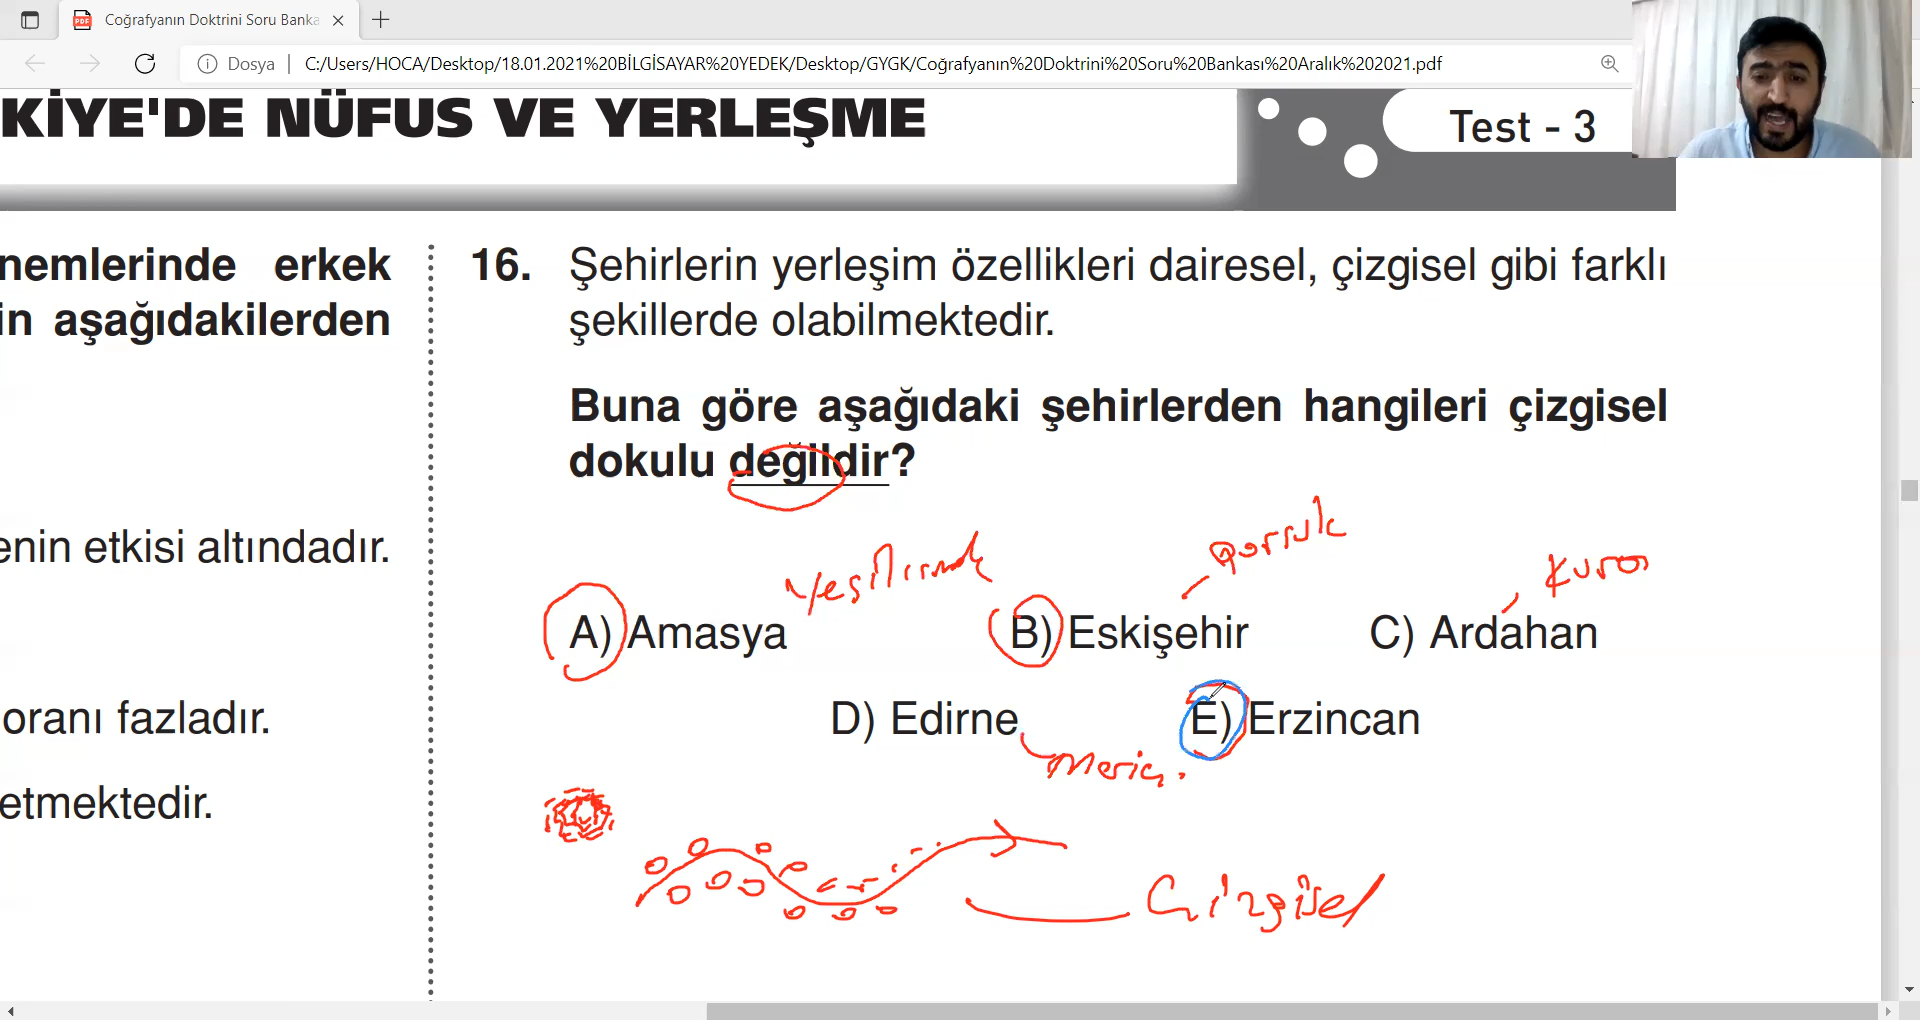 Coğrafyanın Doktrini Soru Banka
Dosya
C:/Users/HOCA/Desktop/18.01.2021%20BİLGİSAYAR%20YEDEK/Desktop/GYGK/Coğrafyanın%20Doktrini%20Soru%20Bankası%20Aralık%202021.pdf
KİYE'DE NÜFUS VE YERLEŞME
Test - 3
nemlerinde erkek
in aşağıdakilerden
enin etkisi altındadır.
oranı fazladır.
etmektedir.
16. Şehirlerin yerleşim özellikleri dairesel, çizgisel gibi farklı
şekillerde olabilmektedir.
Buna göre aşağıdaki şehirlerden hangileri çizgisel
dokulu değildir?
Yeşilırmak
Porsuk
Kura
A) Amasya
B) Eskişehir
C) Ardahan
D) Edirne
E) Erzincan
Meriç
Çizgisel